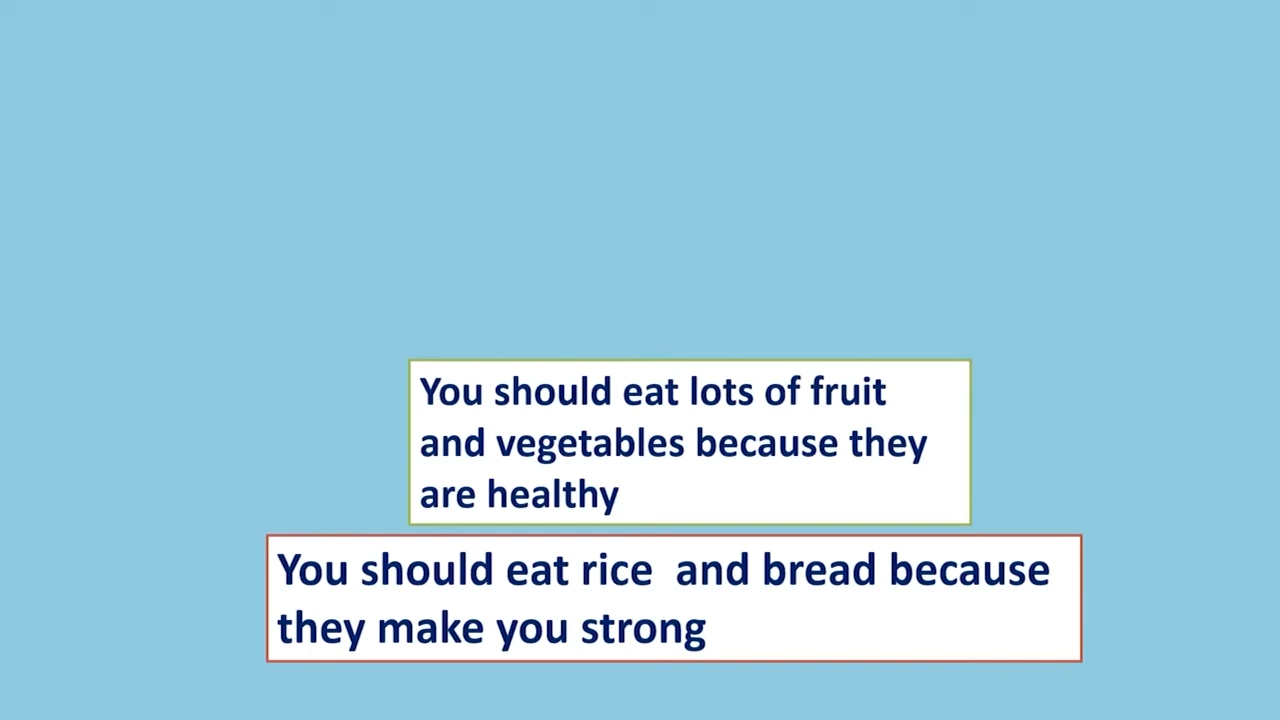 You should eat lots of fruit
and vegetables because they
are healthy
You should eat rice  and bread because
they make you strong